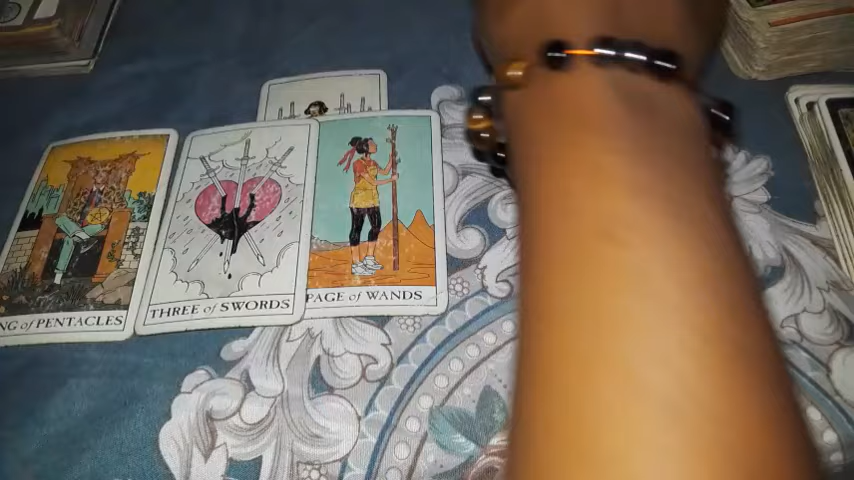 NG of PENTACLES
THREE of SWORDS
PAGE of WANDS